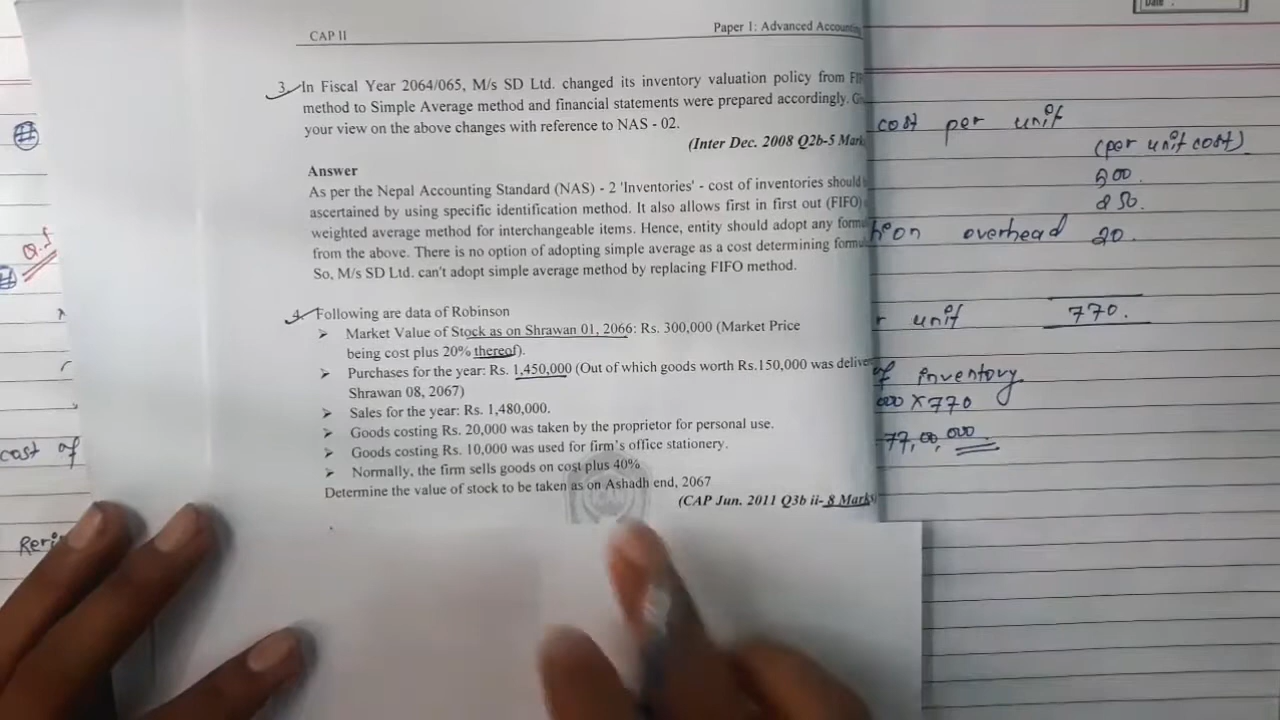 Date :
CAP II
Paper 1: Advanced Accounting
3. In Fiscal Year 2064/065, M/s SD Ltd. changed its inventory valuation policy from
method to Simple Average method and financial statements were prepared accordingly.
your view on the above changes with reference to NAS - 02.
(Inter Dec. 2008 Q2b-5 Mark
Answer
As per the Nepal Accounting Standard (NAS) - 2 'Inventories' - cost of inventories should
ascertained by using specific identification method. It also allows first in first out (FIFO)
weighted average method for interchangeable items. Hence, entity should adopt any
from the above. There is no option of adopting simple average as a cost determining
So, M/s SD Ltd. can't adopt simple average method by replacing FIFO method.
4. Following are data of Robinson
➤ Market Value of Stock as on Shrawan 01, 2066: Rs. 300,000 (Market Price
being cost plus 20% thereof).
➤ Purchases for the year: Rs. 1,450,000 (Out of which goods worth Rs.150,000 was
Shrawan 08, 2067)
➤ Sales for the year: Rs. 1,480,000.
➤ Goods costing Rs. 20,000 was taken by the proprietor for personal use.
➤ Goods costing Rs. 10,000 was used for firm's office stationery.
➤ Normally, the firm sells goods on cost plus 40%
Determine the value of stock to be taken as on Ashadh end, 2067
(CAP Jun. 2011 Q3b ii- 8 Marks
cost per unit
(per unit cost)
500.
250.
overhead 20.
unit 770.
of inventory
000 X 770
77,00,000
cost of